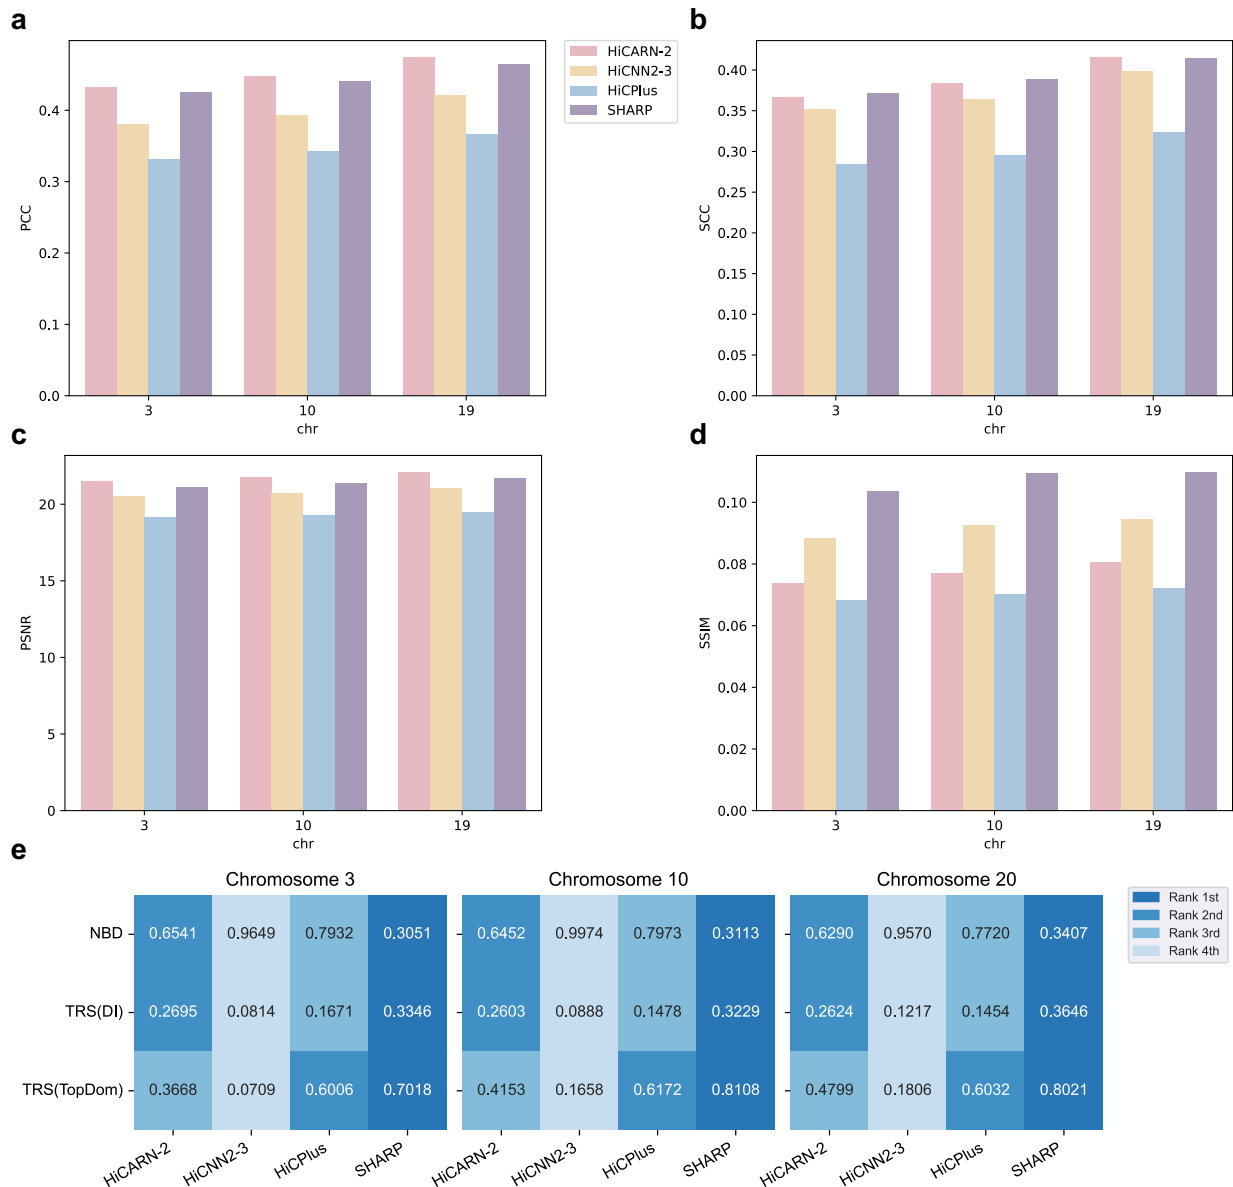 a
PCC
0.4
0.3
0.2
0.1
0.0
3
10
19
chr
HiCARN-2
HiCNN2-3
HiCPlus
SHARP
b
SCC
0.40
0.35
0.30
0.25
0.20
0.15
0.10
0.05
0.00
3
10
19
chr
c
PSNR
20
15
10
5
0
3
10
19
chr
d
SSIM
0.10
0.08
0.06
0.04
0.02
0.00
3
10
19
chr
e
Chromosome 3
Chromosome 10
Chromosome 20
NBD
0.6541 0.9649 0.7932 0.3051
0.6452 0.9974 0.7973 0.3113
0.6290 0.9570 0.7720 0.3407
TRS(DI)
0.2695 0.0814 0.1671 0.3346
0.2603 0.0888 0.1478 0.3229
0.2624 0.1217 0.1454 0.3646
TRS(TopDom)
0.3668 0.0709 0.6006 0.7018
0.4153 0.1658 0.6172 0.8108
0.4799 0.1806 0.6032 0.8021
HiCARN-2 HiCNN2-3 HiCPlus SHARP
HiCARN-2 HiCNN2-3 HiCPlus SHARP
HiCARN-2 HiCNN2-3 HiCPlus SHARP
Rank 1st
Rank 2nd
Rank 3rd
Rank 4th